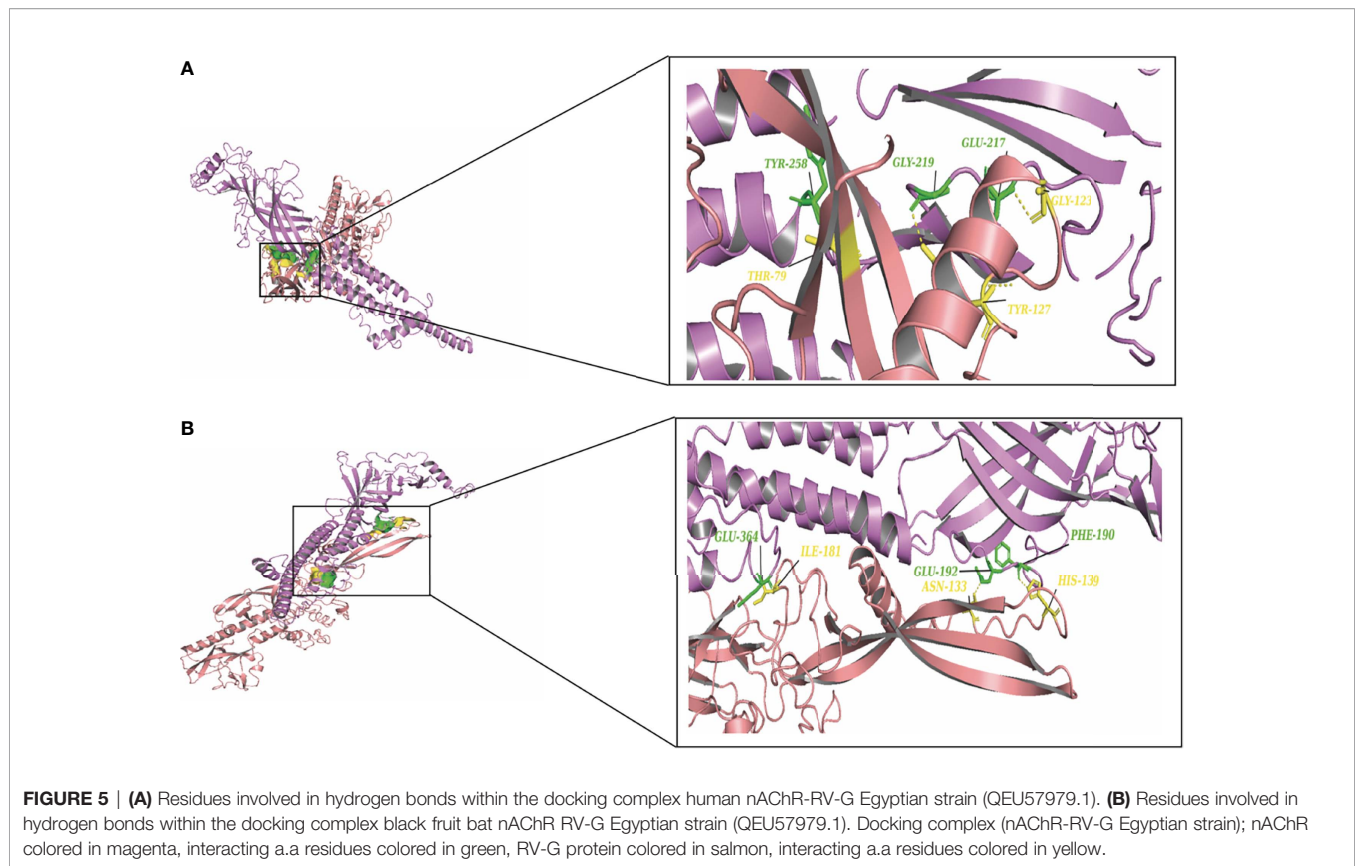 A
TYR-258
GLY-219
GLU-217
GLY-123
THR-79
TYR-127
B
GLU-364
ILE-181
PHE-190
GLU-192
ASN-133
HIS-139
FIGURE 5 | (A) Residues involved in hydrogen bonds within the docking complex human nAChR-RV-G Egyptian strain (QEU57979.1). (B) Residues involved in
hydrogen bonds within the docking complex black fruit bat nAChR RV-G Egyptian strain (QEU57979.1). Docking complex (nAChR-RV-G Egyptian strain); nAChR
colored in magenta, interacting a.a residues colored in green, RV-G protein colored in salmon, interacting a.a residues colored in yellow.